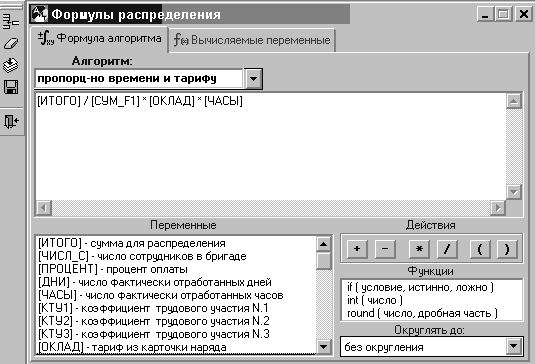 Формулы распределения
Формула алгоритма
f(x) Вычисляемые переменные
Алгоритм:
пропорц-но времени и тарифу
[ИТОГО] / [СУМ_F1] * [ОКЛАД] * [ЧАСЫ]
Переменные
[ИТОГО] - сумма для распределения
[ЧИСЛ_С] - число сотрудников в бригаде
[ПРОЦЕНТ] - процент оплаты
[ДНИ] - число фактически отработанных дней
[ЧАСЫ] - число фактически отработанных часов
[КТУ1] - коэффициент трудового участия N.1
[КТУ2] - коэффициент трудового участия N.2
[КТУ3] - коэффициент трудового участия N.3
[ОКЛАД] - тариф из карточки наряда
Действия
+ - * / ( )
Функции
if ( условие, истинно, ложно )
int ( число )
round ( число, дробная часть )
Округлять до:
без округления